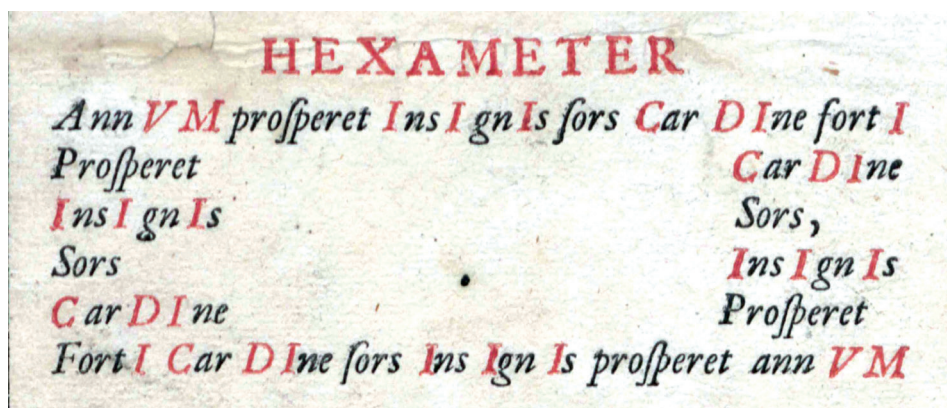 HEXAMETER
AnnVM proſperet InsIgnIs ſors CarDIne fortI
Proſperet CarDIne
InsIgnIs Sors,
Sors InsIgnIs
CarDIne Proſperet
FortI CarDIne ſors InsIgnIs proſperet annVM